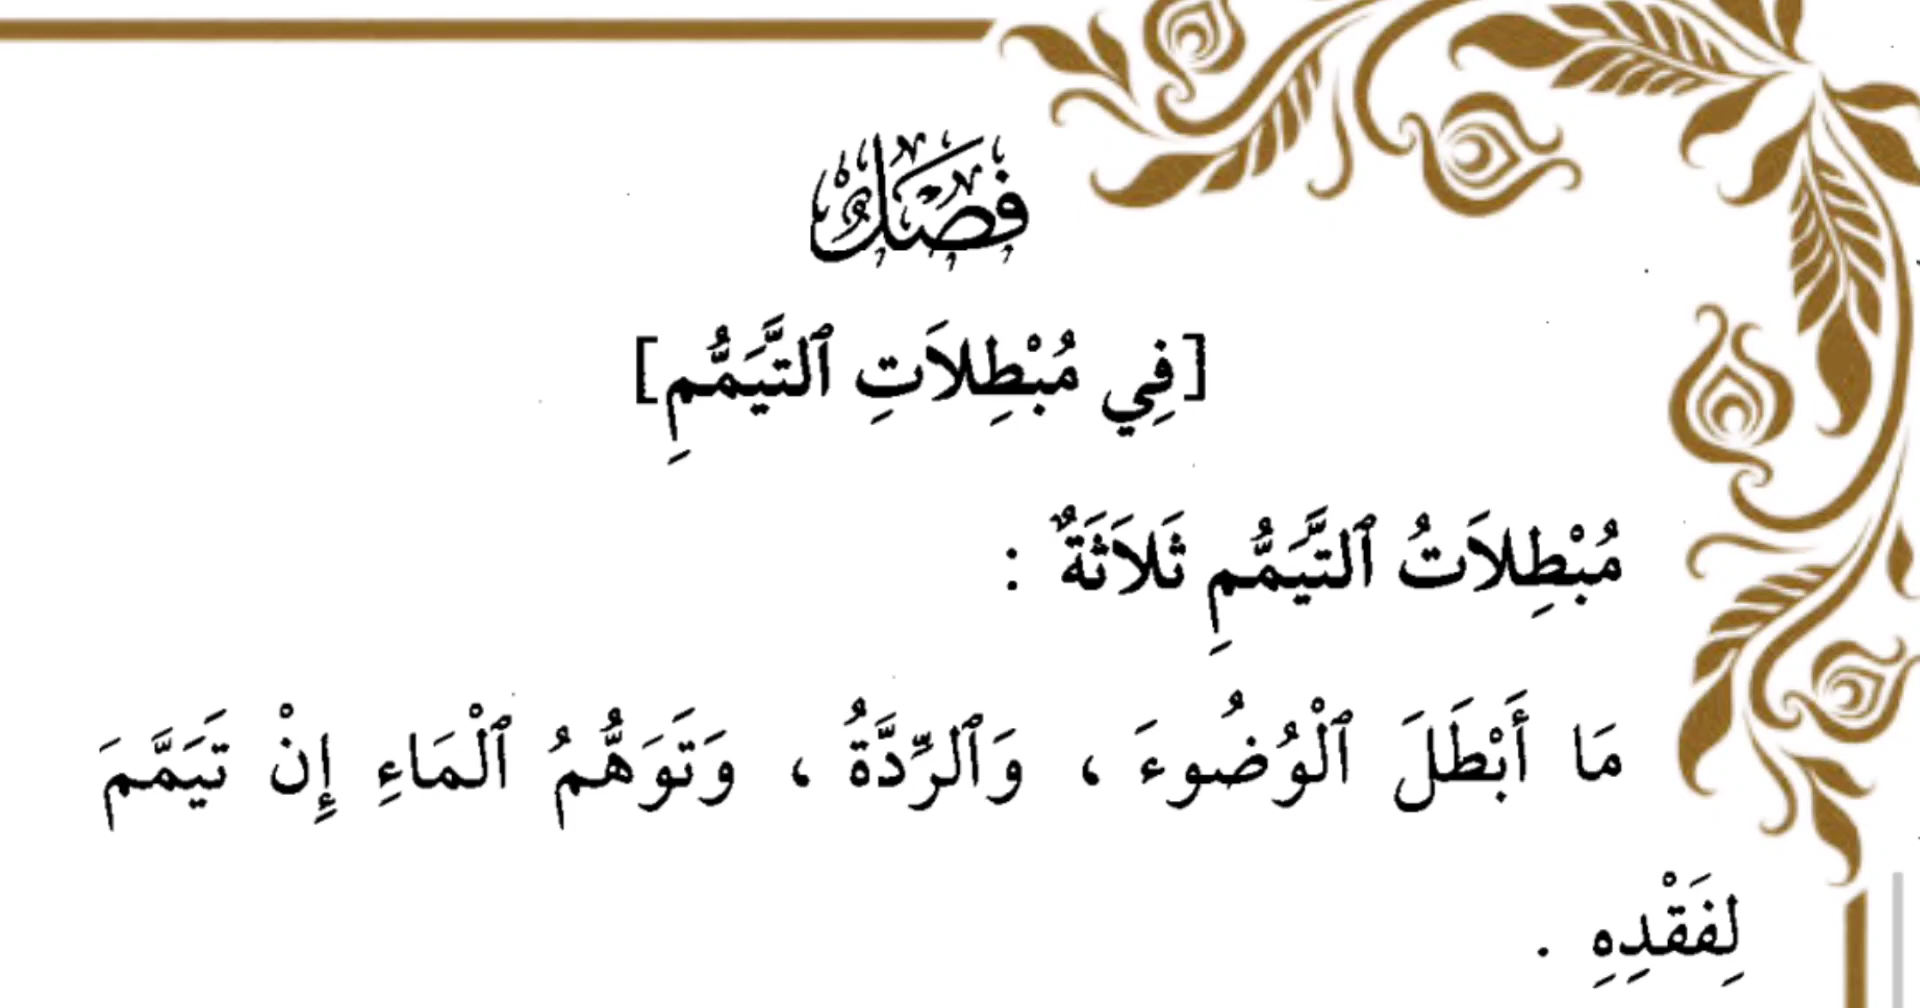 فَصْلٌ
[فِي مُبْطِلاَتِ ٱلتَّيَمُّمِ]
مُبْطِلاَتُ ٱلتَّيَمُّمِ ثَلاَثَةٌ :
مَا أَبْطَلَ ٱلْوُضُوءَ ، وَٱلرِّدَّةُ ، وَتَوَهُّمُ ٱلْمَاءِ إِنْ تَيَمَّمَ
لِفَقْدِهِ .